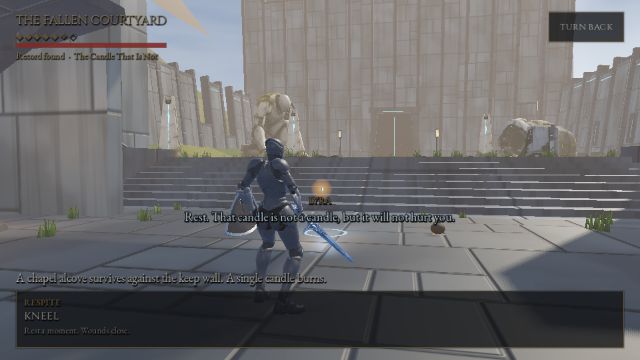 THE FALLEN COURTYARD
TURN BACK
Record found - The Candle That Is Not
LYRA
Rest. That candle is not a candle, but it will not hurt you.
A chapel alcove survives against the keep wall. A single candle burns.
RESPITE
KNEEL
Rest a moment. Wounds close.